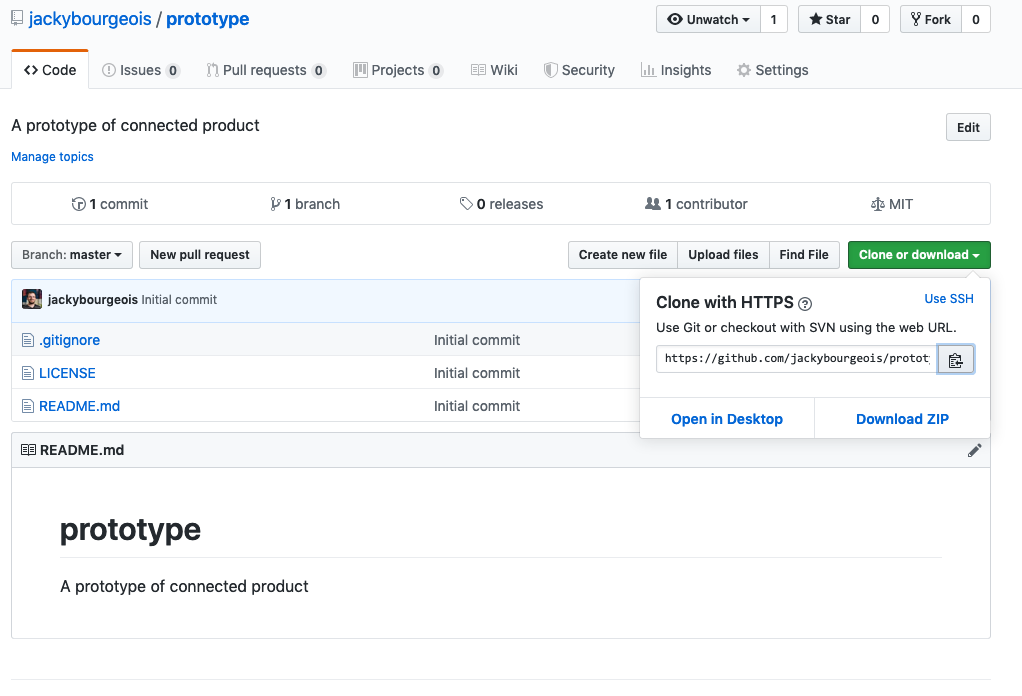 jackybourgeois / prototype
Unwatch 1 Star 0 Fork 0
Code Issues 0 Pull requests 0 Projects 0 Wiki Security Insights Settings
A prototype of connected product Edit
Manage topics
1 commit 1 branch 0 releases 1 contributor MIT
Branch: master New pull request Create new file Upload files Find File Clone or download
jackybourgeois Initial commit
Clone with HTTPS Use SSH
Use Git or checkout with SVN using the web URL.
https://github.com/jackybourgeois/protot
Open in Desktop Download ZIP
.gitignore Initial commit
LICENSE Initial commit
README.md Initial commit
README.md
prototype
A prototype of connected product